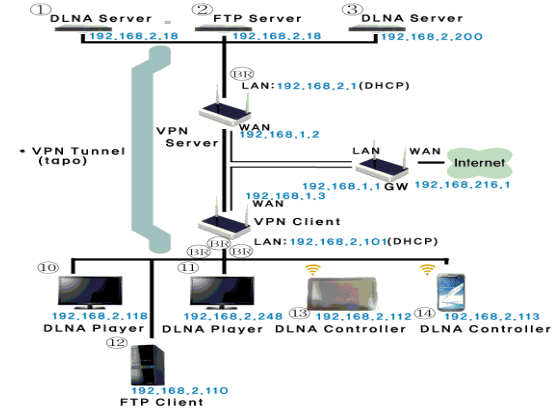 ① ② ③
DLNA Server = FTP Server DLNA Server
192.168.2.18 192.168.2.18 192.168.2.200
BR
LAN:192.168.2.1(DHCP)
WAN
192.168.1.2
VPN
Server
* VPN Tunnel
(tapo)
LAN WAN
Internet
192.168.1.1 GW 192.168.216.1
192.168.1.3
WAN
VPN Client
LAN:192.168.2.101(DHCP)
BR BR BR
⑩ ⑪
192.168.2.118 192.168.2.248 ⑬ 192.168.2.112 ⑭ 192.168.2.113
DLNA Player DLNA Player DLNA Controller DLNA Controller
⑫
192.168.2.110
FTP Client